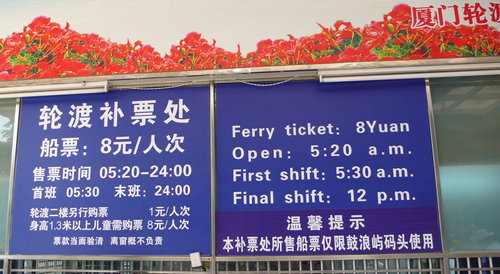 厦门轮渡
轮渡补票处
船票：8元/人次
售票时间 05:20-24:00
首班 05:30 末班：24:00
轮渡二楼另行购票 1元/人次
身高1.3米以上儿童需购票 8元/人次
票款当面验清 离窗概不负责
Ferry ticket: 8Yuan
Open: 5:20 a.m.
First shift: 5:30 a.m.
Final shift: 12 p.m.
温馨提示
本补票处所售船票仅限鼓浪屿码头使用